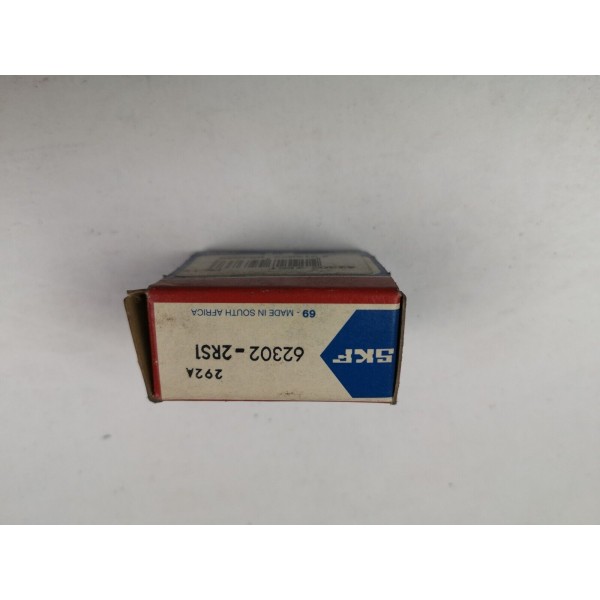 292A
SKF
62302-2RS1
69 - MADE IN SOUTH AFRICA